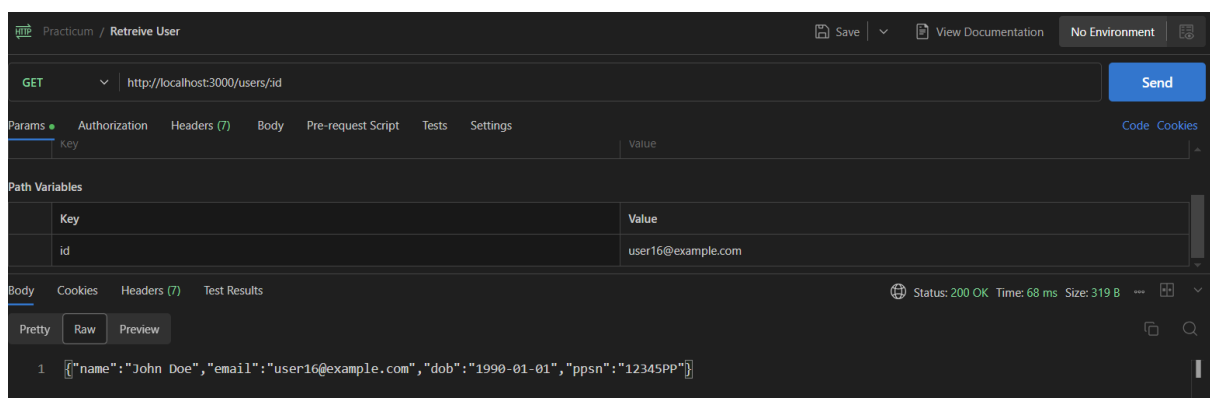 HTTP Practicum / Retreive User Save View Documentation No Environment
GET http://localhost:3000/users/:id Send
Params Authorization Headers (7) Body Pre-request Script Tests Settings Code Cookies
Key Value
Path Variables
Key Value
id user16@example.com
Body Cookies Headers (7) Test Results Status: 200 OK Time: 68 ms Size: 319 B
Pretty Raw Preview
1 {"name":"John Doe","email":"user16@example.com","dob":"1990-01-01","ppsn":"12345PP"}